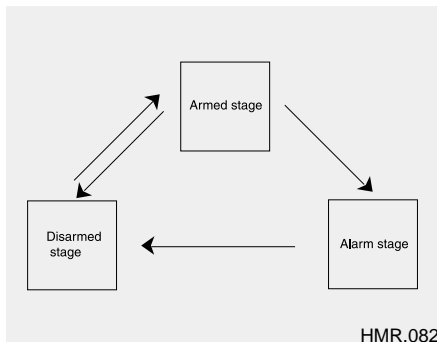 Armed stage
Disarmed
stage
Alarm stage
HMR.082